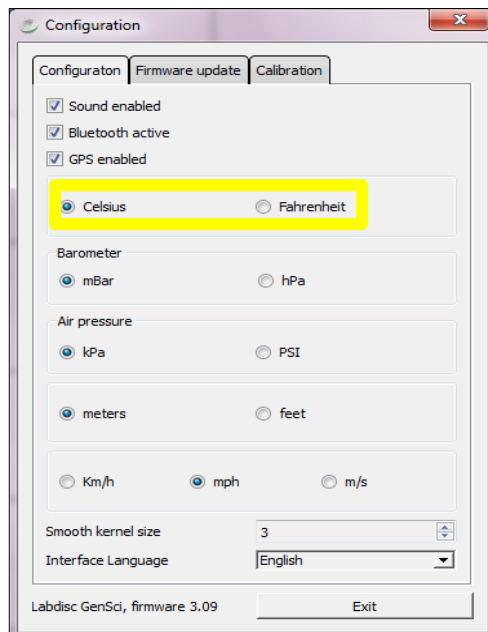 Configuration
Configuraton Firmware update Calibration
Sound enabled
Bluetooth active
GPS enabled
Celsius Fahrenheit
Barometer
mBar hPa
Air pressure
kPa PSI
meters feet
Km/h mph m/s
Smooth kernel size 3
Interface Language English
Labdisc GenSci, firmware 3.09 Exit